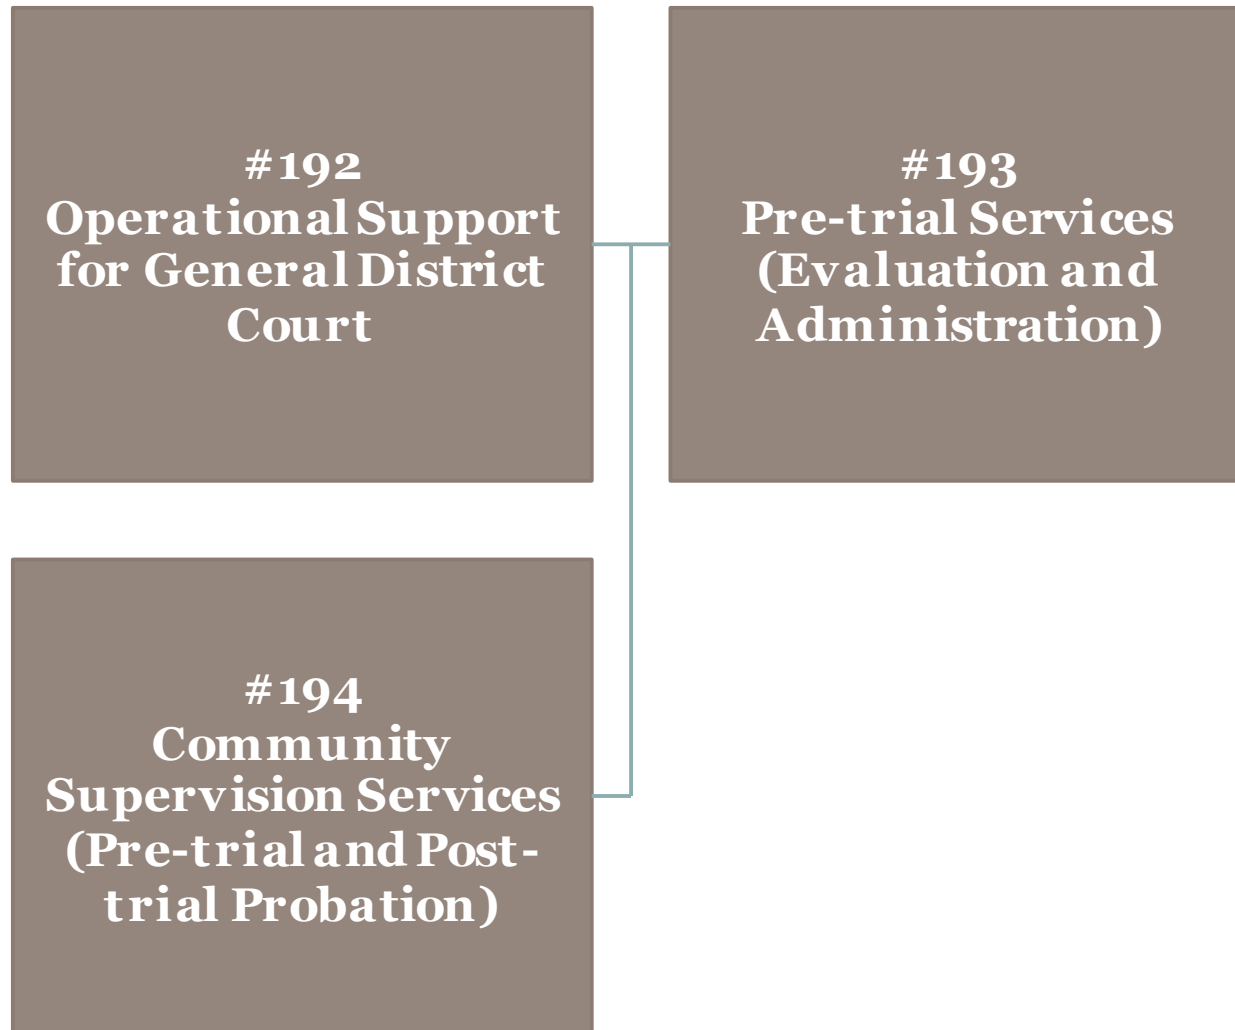 #192
Operational Support
for General District
Court
#193
Pre-trial Services
(Evaluation and
Administration)
#194
Community
Supervision Services
(Pre-trial and Post-
trial Probation)